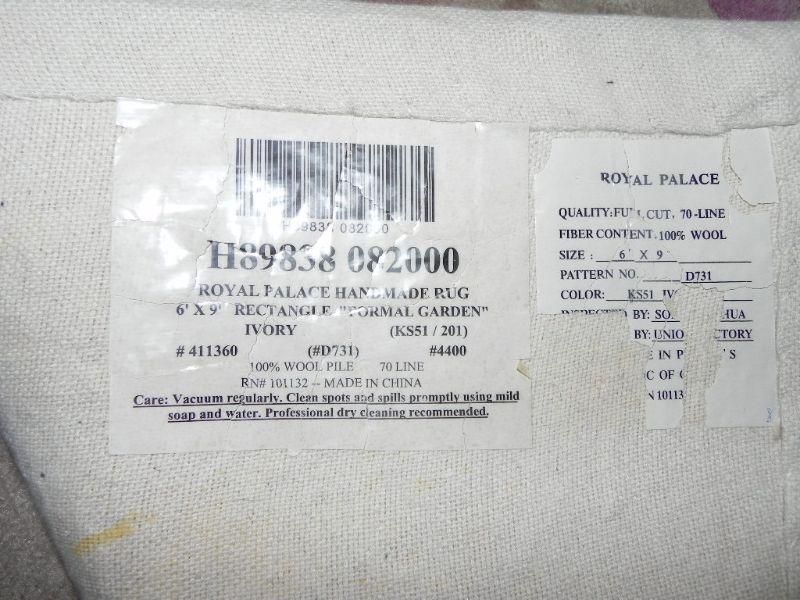 H89838 082000
H89838 082000
ROYAL PALACE HANDMADE RUG
6' X 9' RECTANGLE "FORMAL GARDEN"
IVORY (KS51 / 201)
# 411360 (#D731) #4400
100% WOOL PILE 70 LINE
RN# 101132 -- MADE IN CHINA
Care: Vacuum regularly. Clean spots and spills promptly using mild
soap and water. Professional dry cleaning recommended.
ROYAL PALACE
QUALITY:FULL CUT, 70-LINE
FIBER CONTENT. 100% WOOL
SIZE : 6' X 9'
PATTERN NO. D731
COLOR: KS51
BY:
BY: UNIO